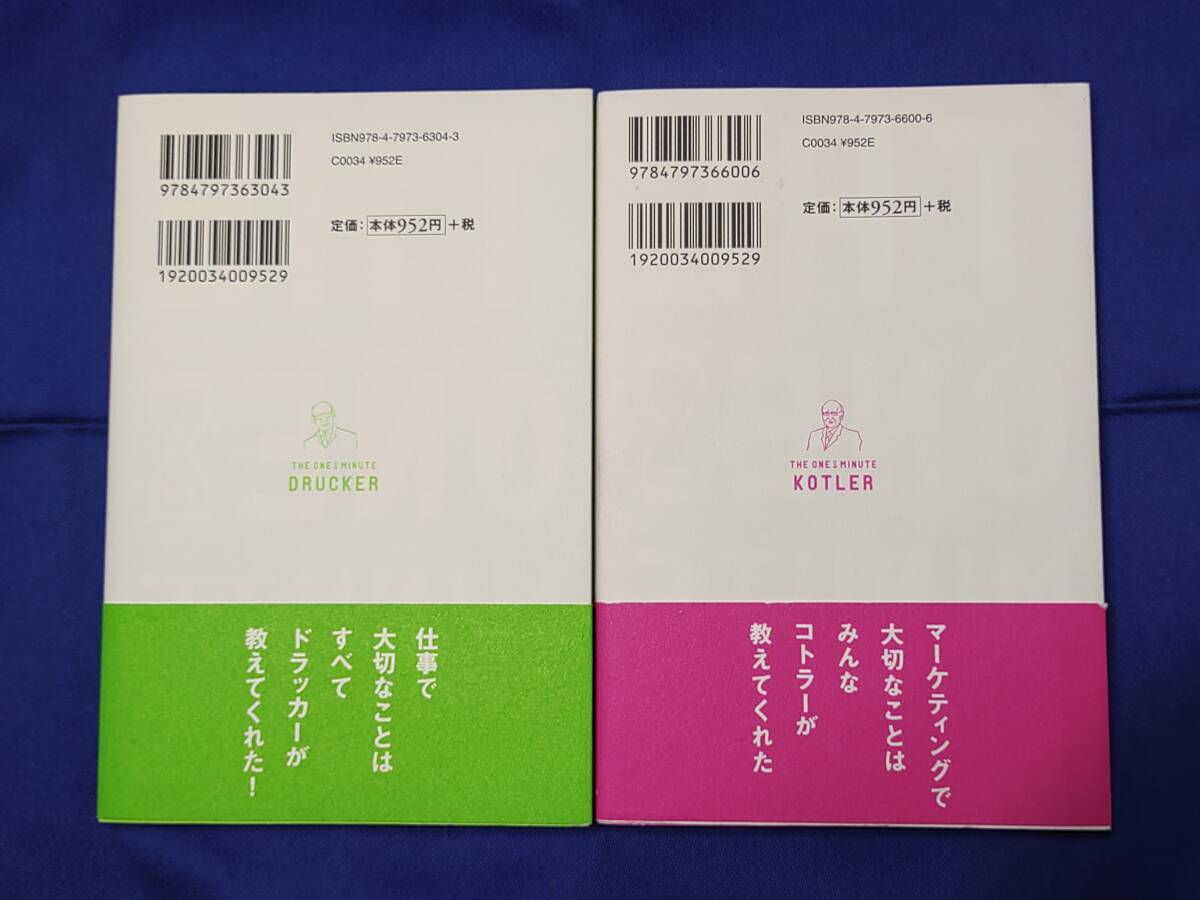 ISBN978-4-7973-6304-3
C0034 ¥952E
9784797363043
定価：本体952円＋税
1920034009529
THE ONE MINUTE
DRUCKER
仕事で
大切なことは
すべて
ドラッカーが
教えてくれた！
ISBN978-4-7973-6600-6
C0034 ¥952E
9784797366006
定価：本体952円＋税
1920034009529
THE ONE MINUTE
KOTLER
マーケティングで
大切なことは
みんな
コトラーが
教えてくれた